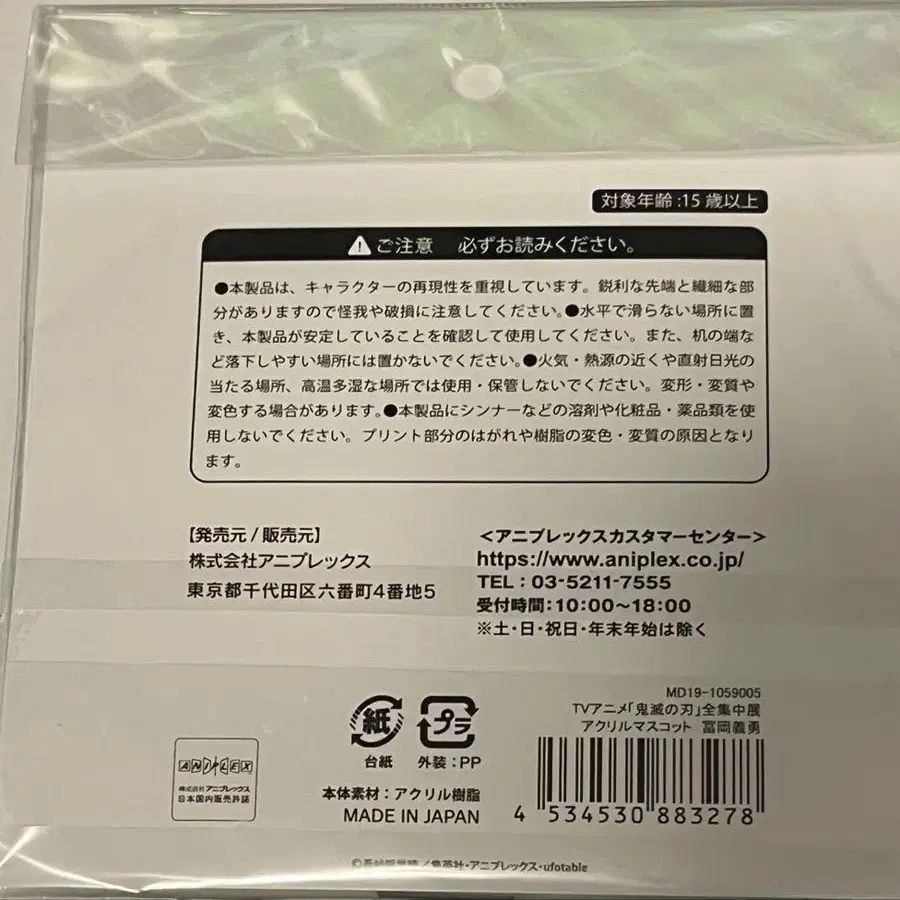 対象年齢:15歳以上
ご注意 必ずお読みください。
●本製品は、キャラクターの再現性を重視しています。鋭利な先端と繊細な部
分がありますので怪我や破損に注意してください。●水平で滑らない場所に置
き、本製品が安定していることを確認して使用してください。また、机の端な
ど落下しやすい場所には置かないでください。●火気・熱源の近くや直射日光の
当たる場所、高温多湿な場所では使用・保管しないでください。変形・変質や
変色する場合があります。●本製品にシンナーなどの溶剤や化粧品・薬品類を使
用しないでください。プリント部分のはがれや樹脂の変色・変質の原因となり
ます。
【発売元/販売元】
株式会社アニプレックス
東京都千代田区六番町4番地5
<アニプレックスカスタマーセンター>
https://www.aniplex.co.jp/
TEL:03-5211-7555
受付時間:10:00〜18:00
※土・日・祝日・年末年始は除く
MD19-1059005
TVアニメ「鬼滅の刃」全集中展
アクリルマスコット 冨岡義勇
紙
プラ
台紙
外装:PP
本体素材:アクリル樹脂
MADE IN JAPAN
4 534530 883278
ANIPLEX
株式会社アニプレックス
日本国内販売許諾
©吾峠呼世晴/集英社・アニプレックス・ufotable